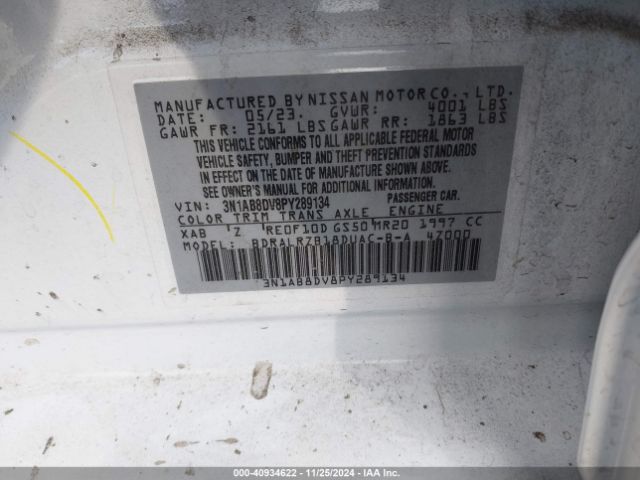 MANUFACTURED BY NISSAN MOTOR CO., LTD.
DATE: 05/23. GVWR: 4001 LBS
GAWR FR: 2161 LBS GAWR RR: 1863 LBS
THIS VEHICLE CONFORMS TO ALL APPLICABLE FEDERAL MOTOR
VEHICLE SAFETY, BUMPER AND THEFT PREVENTION STANDARDS
IN EFFECT ON THE DATE OF MANUFACTURE SHOWN ABOVE.
SEE OWNER'S MANUAL FOR ADDITIONAL INFORMATION.
VIN: 3N1AB8DV8PY289134 PASSENGER CAR.
COLOR TRIM TRANS AXLE ENGINE
XAB Z RE0F10D GS50 MR20 1997 CC
MODEL: BDRALRZB18DUAC-B-A 47000
3N1AB8DV8PY289134
000-40934622 - 11/25/2024 - IAA Inc.